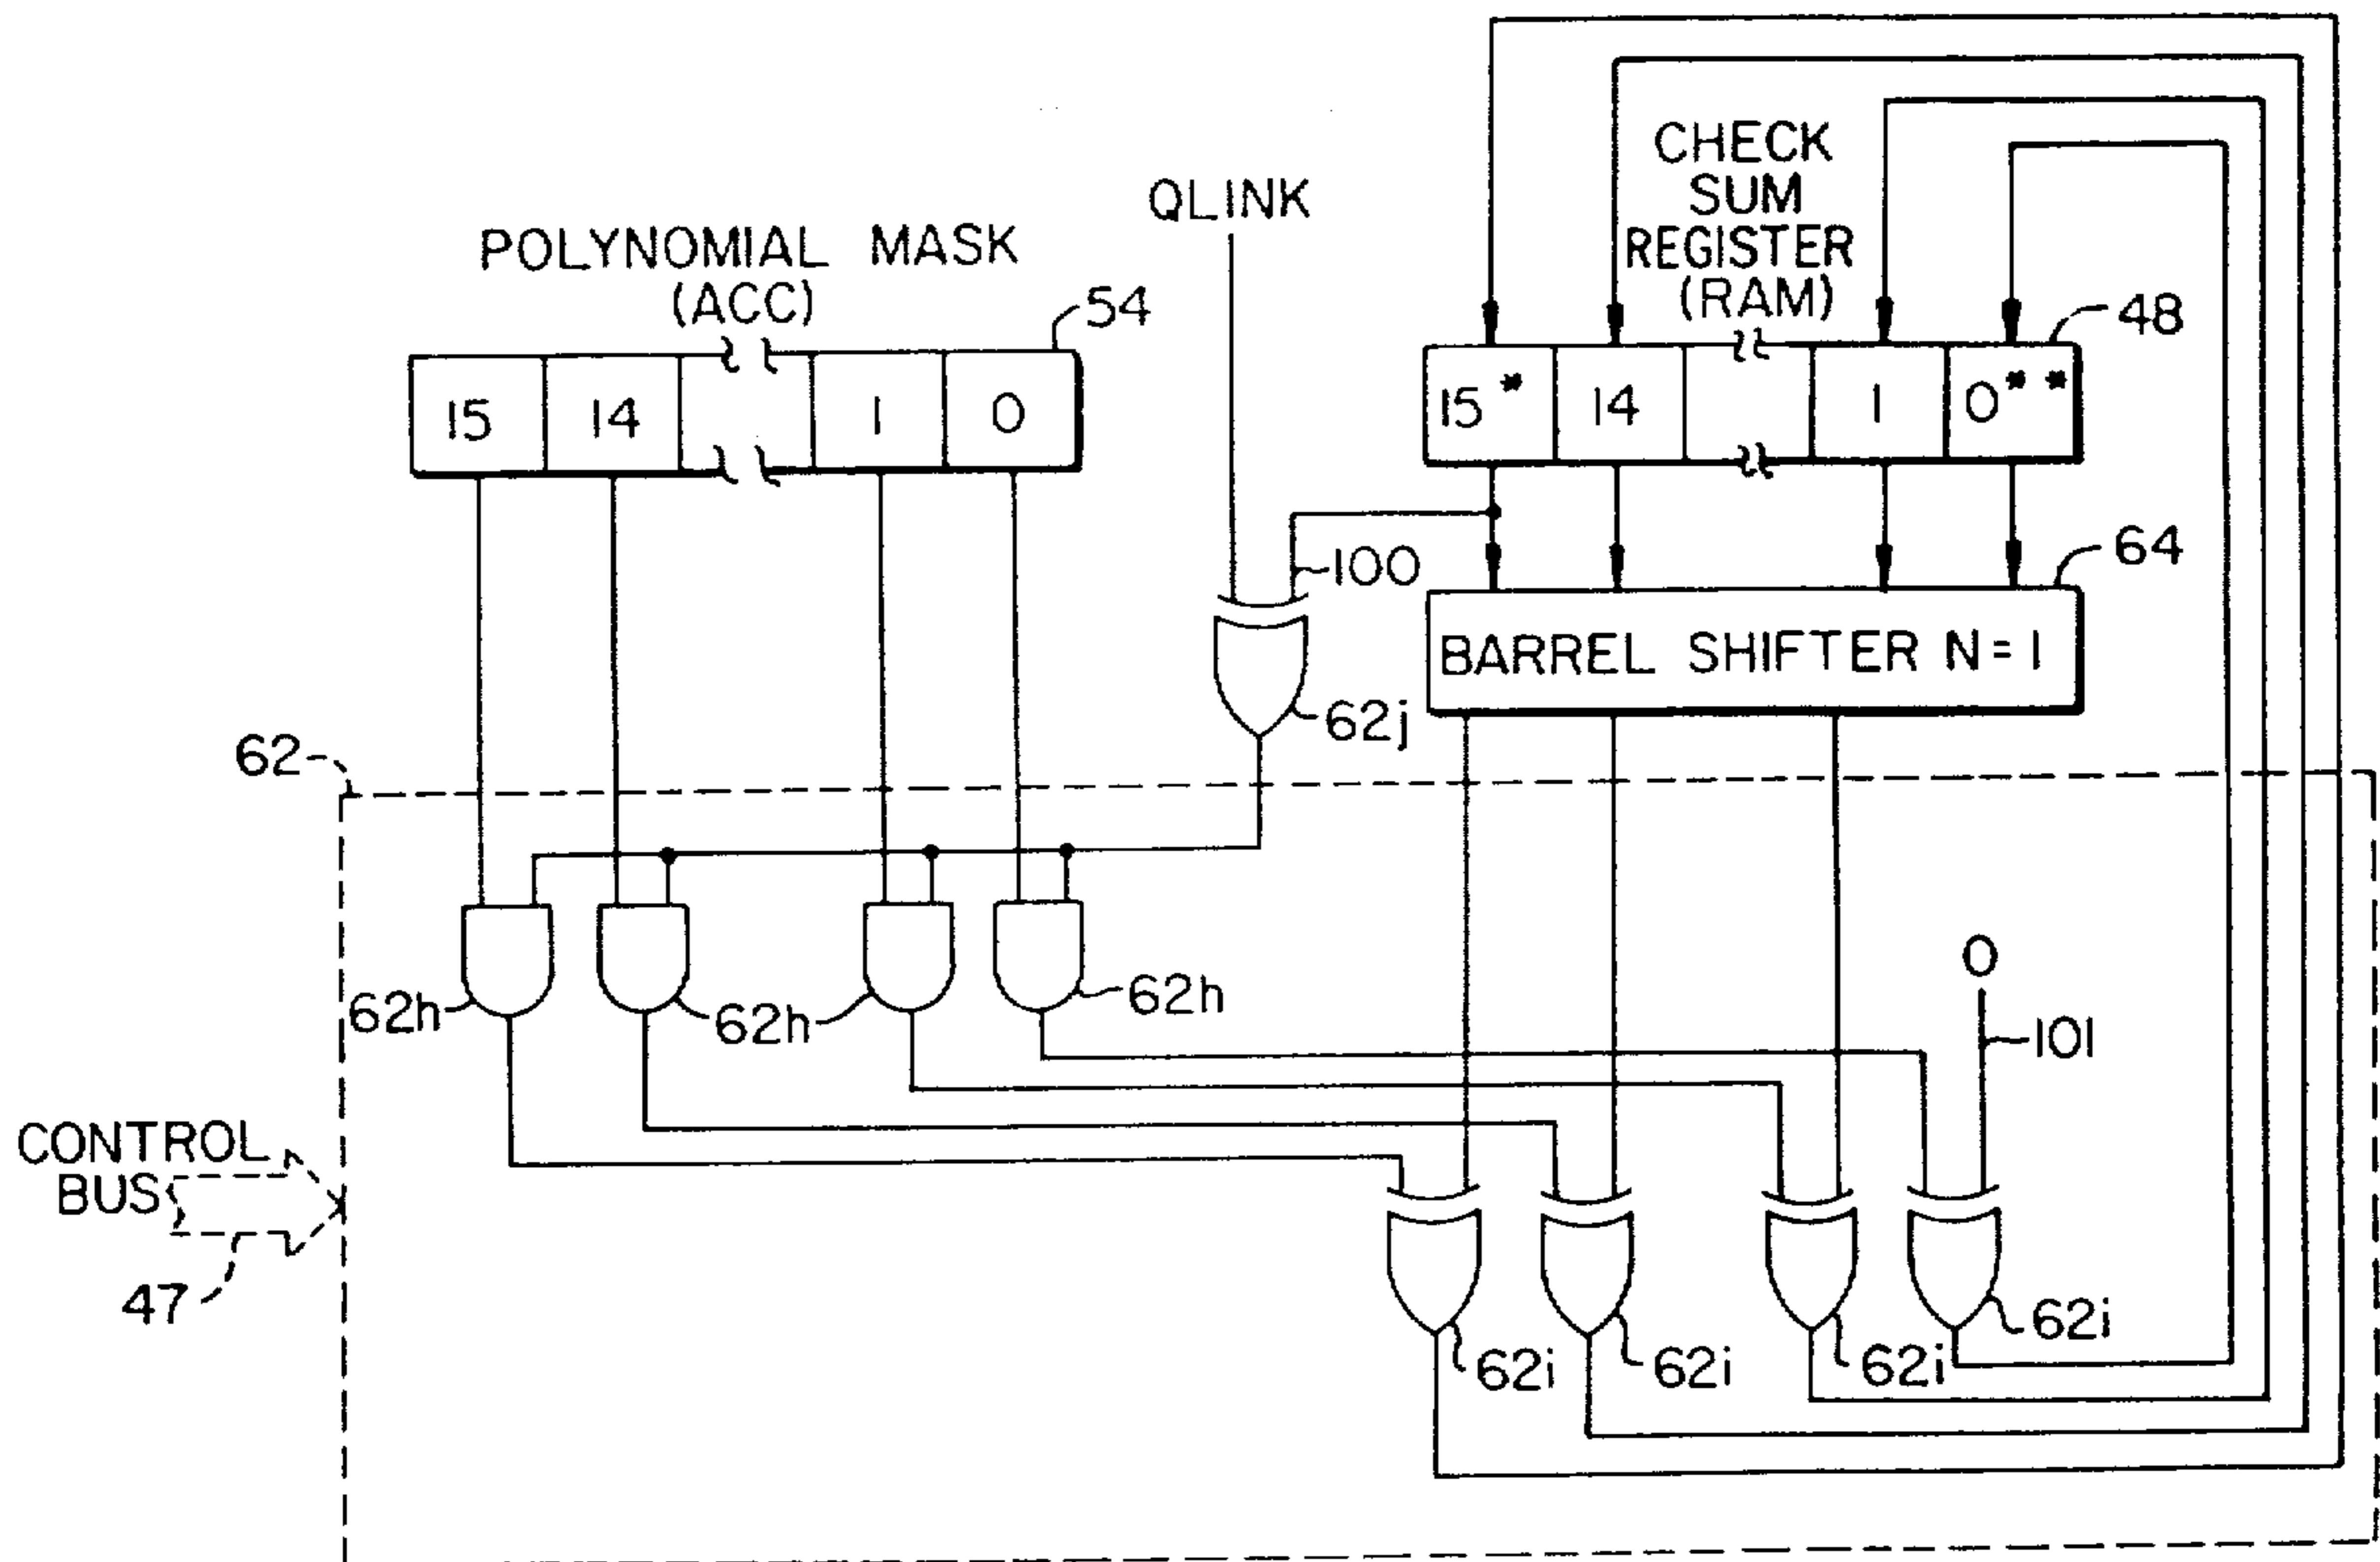 CHECK
SUM
REGISTER
(RAM)
QLINK
POLYNOMIAL MASK
(ACC)
54
48
15 14 1 0
15* 14 1 0**
100
64
BARREL SHIFTER N=1
62j
62
62h
62h
62h
0
101
CONTROL
BUS
47
62i
62i
62i
62i